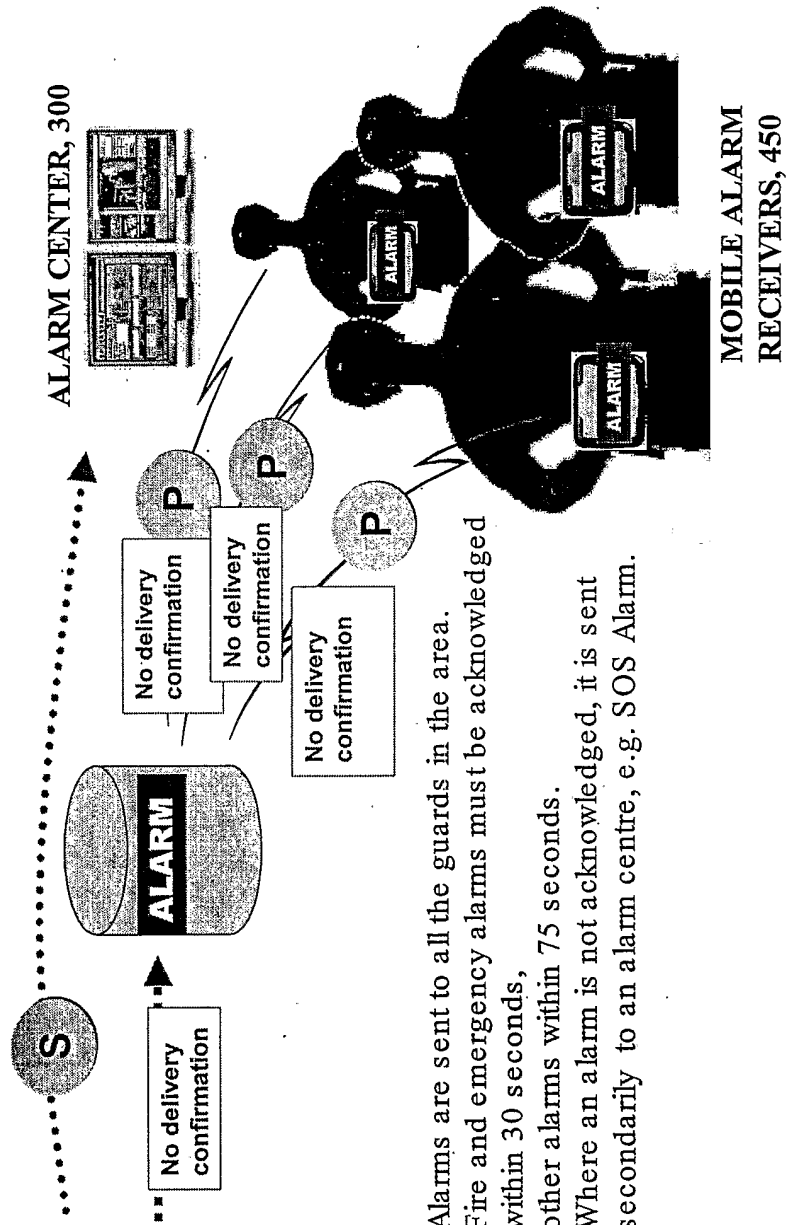 ALARM CENTER, 300
S
No delivery
confirmation
ALARM
No delivery
confirmation
P
No delivery
confirmation
P
No delivery
confirmation
P
ALARM
ALARM
ALARM
Alarms are sent to all the guards in the area.
Fire and emergency alarms must be acknowledged
within 30 seconds,
other alarms within 75 seconds.
Where an alarm is not acknowledged, it is sent
secondarily to an alarm centre, e.g. SOS Alarm.
MOBILE ALARM
RECEIVERS, 450